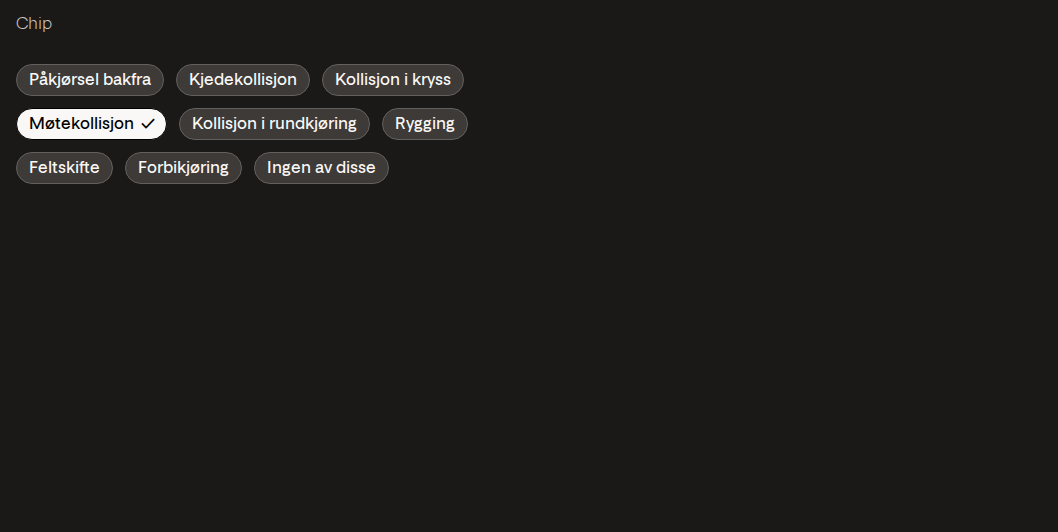 Chip
Påkjørsel bakfra Kjedekollisjon Kollisjon i kryss
Møtekollisjon Kollisjon i rundkjøring Rygging
Feltskifte Forbikjøring Ingen av disse